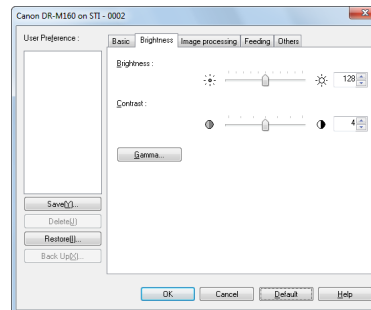 Canon DR-M160 on STI - 0002
User Preference :
Basic Brightness Image processing Feeding Others
Brightness :
128
Contrast :
4
Gamma...
Save(Y)...
Delete(J)
Restore(I)...
Back Up(X)...
OK Cancel Default Help